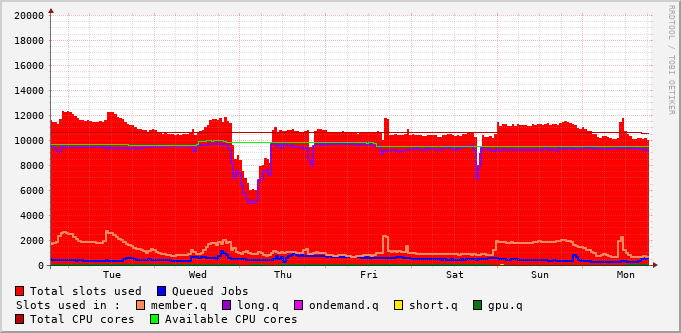 20000
18000
16000
14000
12000
10000
8000
6000
4000
2000
0
Tue Wed Thu Fri Sat Sun Mon
RRDTOOL / TOBI OETIKER
Total slots used Queued Jobs
Slots used in : member.q long.q ondemand.q short.q gpu.q
Total CPU cores Available CPU cores